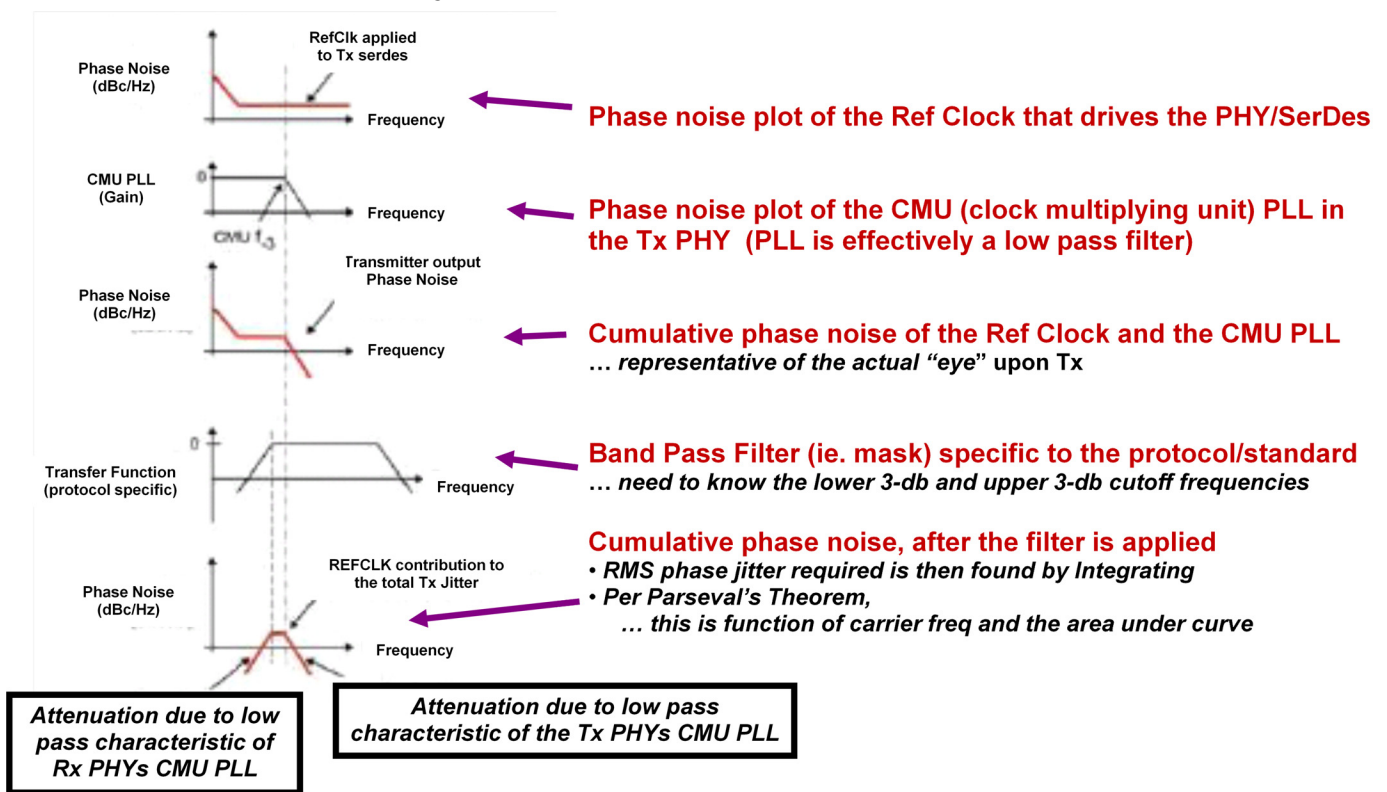 RefClk applied
to Tx serdes
Phase Noise
(dBc/Hz)
Frequency
Phase noise plot of the Ref Clock that drives the PHY/SerDes
CMU PLL
(Gain)
0
Frequency
CMU f-3
Phase noise plot of the CMU (clock multiplying unit) PLL in
the Tx PHY (PLL is effectively a low pass filter)
Transmitter output
Phase Noise
Phase Noise
(dBc/Hz)
Frequency
Cumulative phase noise of the Ref Clock and the CMU PLL
… representative of the actual “eye” upon Tx
0
Transfer Function
(protocol specific)
Frequency
Band Pass Filter (ie. mask) specific to the protocol/standard
… need to know the lower 3-db and upper 3-db cutoff frequencies
REFCLK contribution to
the total Tx Jitter
Phase Noise
(dBc/Hz)
Frequency
Cumulative phase noise, after the filter is applied
• RMS phase jitter required is then found by Integrating
• Per Parseval’s Theorem,
… this is function of carrier freq and the area under curve
Attenuation due to low
pass characteristic of
Rx PHYs CMU PLL
Attenuation due to low pass
characteristic of the Tx PHYs CMU PLL